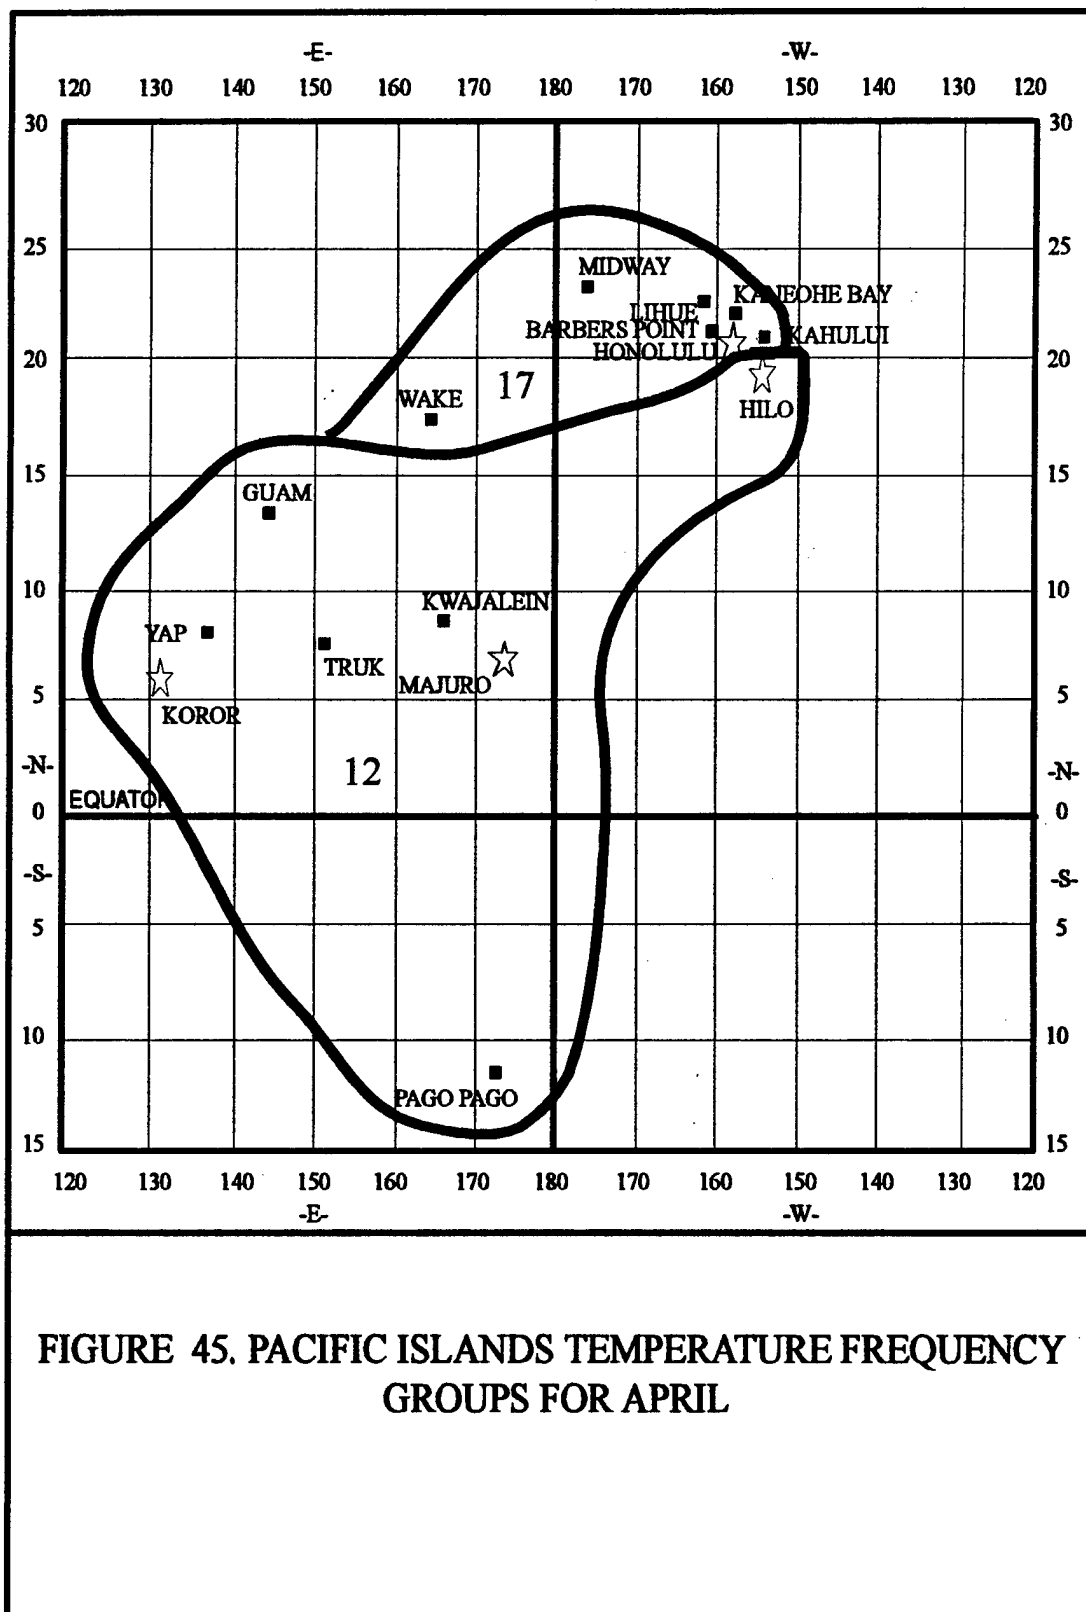 -E- -W-
120 130 140 150 160 170 180 170 160 150 140 130 120
30 30
25 25
MIDWAY
KANEOHE BAY
LIHUE
BARBERS POINT
KAHULUI
HONOLULU
20 20
17
WAKE
HILO
15 15
GUAM
10 10
KWAJALEIN
YAP
TRUK
MAJURO
5 5
KOROR
-N- -N-
12
EQUATOR
0 0
-S- -S-
5 5
10 10
PAGO PAGO
15 15
120 130 140 150 160 170 180 170 160 150 140 130 120
-E- -W-
FIGURE 45. PACIFIC ISLANDS TEMPERATURE FREQUENCY
GROUPS FOR APRIL